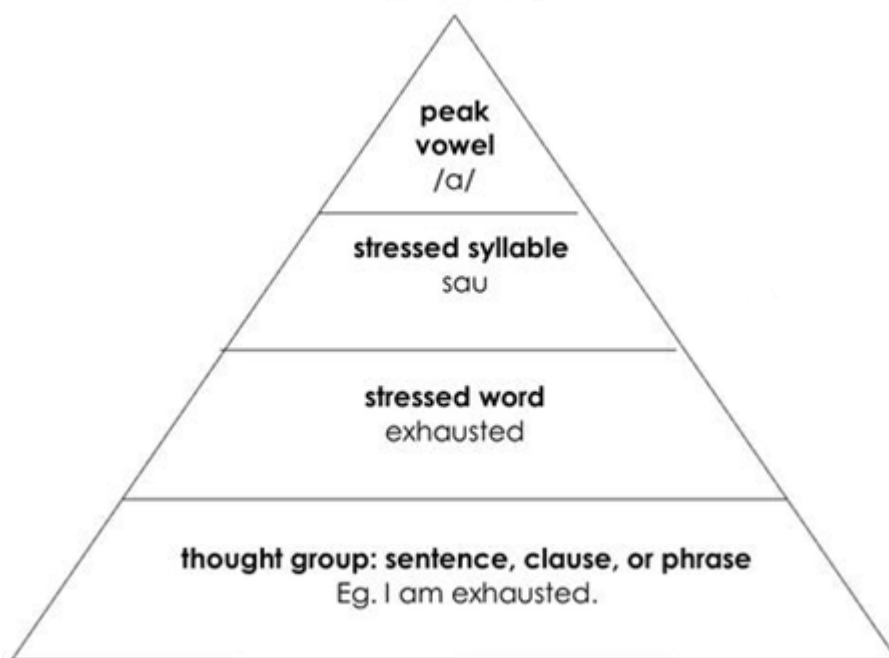 peak
vowel
/a/
stressed syllable
sau
stressed word
exhausted
thought group: sentence, clause, or phrase
Eg. I am exhausted.